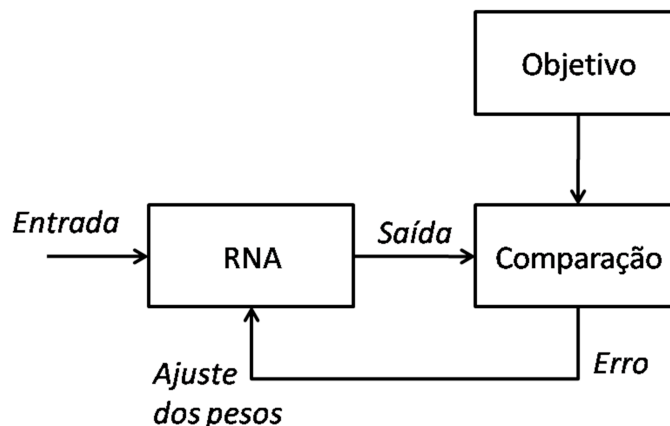 Objetivo
Entrada
RNA
Saída
Comparação
Ajuste
dos pesos
Erro